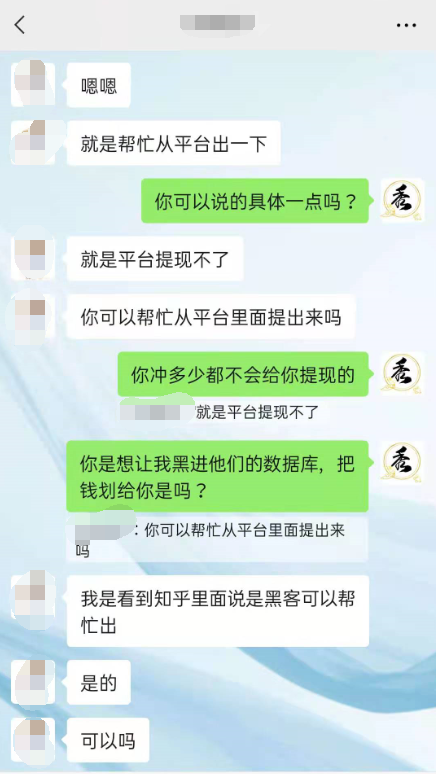 嗯嗯
就是帮忙从平台出一下
你可以说的具体一点吗？
就是平台提现不了
你可以帮忙从平台里面提出来吗
你冲多少都不会给你提现的
就是平台提现不了
你是想让我黑进他们的数据库，把
钱划给你是吗？
：你可以帮忙从平台里面提出来
吗
我是看到知乎里面说是黑客可以帮
忙出
是的
可以吗
秀
秀
秀